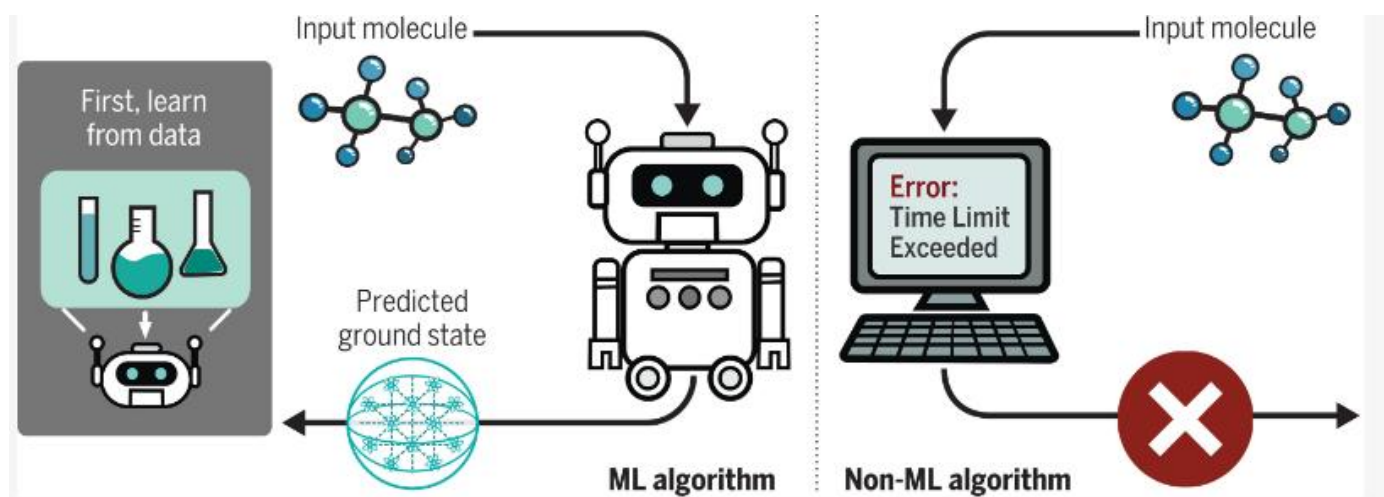 First, learn
from data
Input molecule
Predicted
ground state
ML algorithm
Input molecule
Error:
Time Limit
Exceeded
Non-ML algorithm